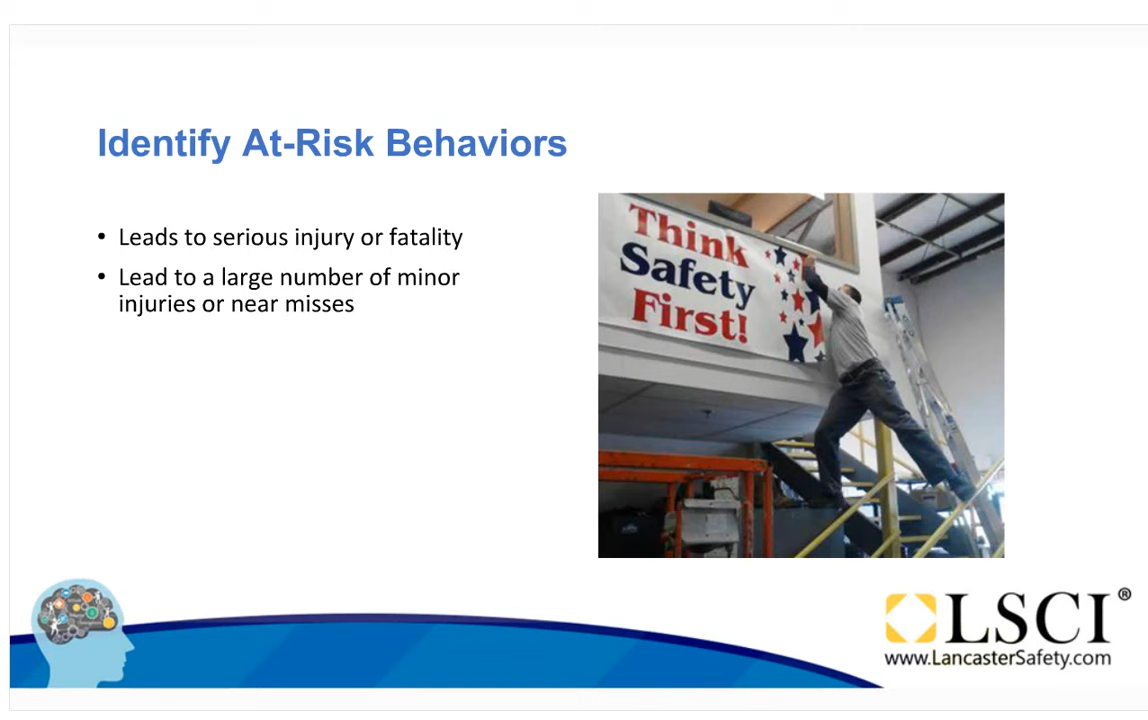 Identify At-Risk Behaviors
• Leads to serious injury or fatality
• Lead to a large number of minor
injuries or near misses
Think
Safety
First!
LSCI®
www.LancasterSafety.com